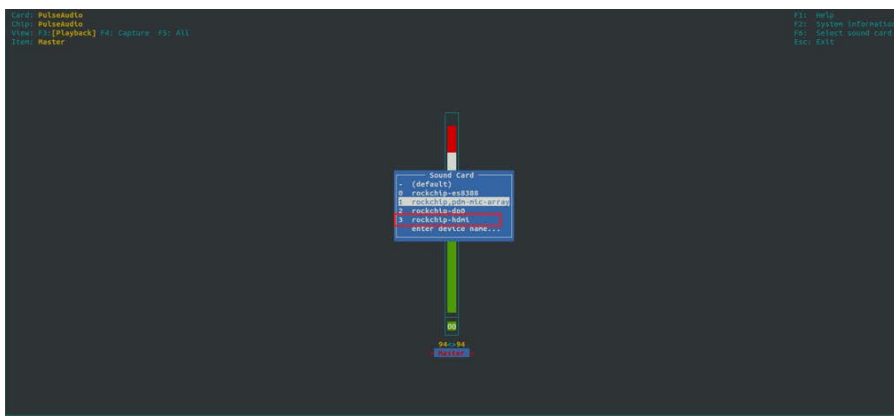 Card: PulseAudio
Chip: PulseAudio
View: F3:[Playback] F4: Capture F5: All
Item: Master
F1: Help
F2: System information
F6: Select sound card
Esc: Exit
Sound Card
- (default)
0 rockchip-es8388
1 rockchip,pdm-mic-array
2 rockchip-dp0
3 rockchip-hdmi
enter device name...
OO
94<>94
Master